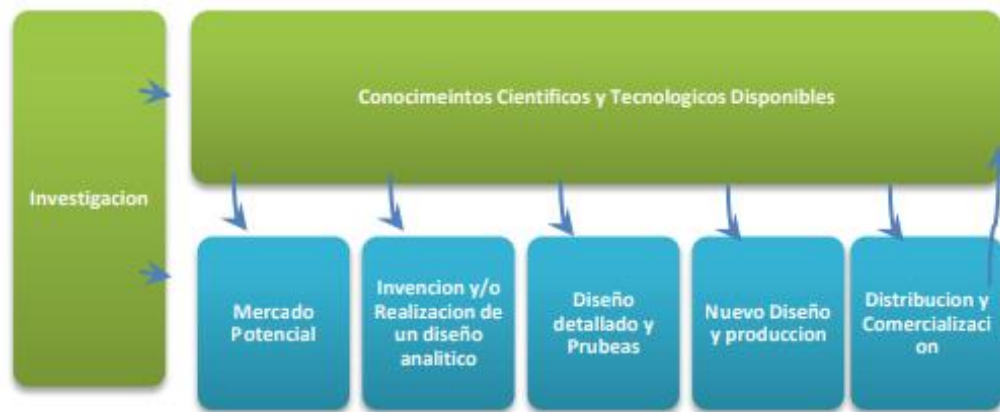 Investigacion
Conocimeintos Cientificos y Tecnologicos Disponibles
Mercado
Potencial
Invencion y/o
Realizacion de
un diseño
analitico
Diseño
detallado y
Prubeas
Nuevo Diseño
y produccion
Distribucion y
Comercializaci
on